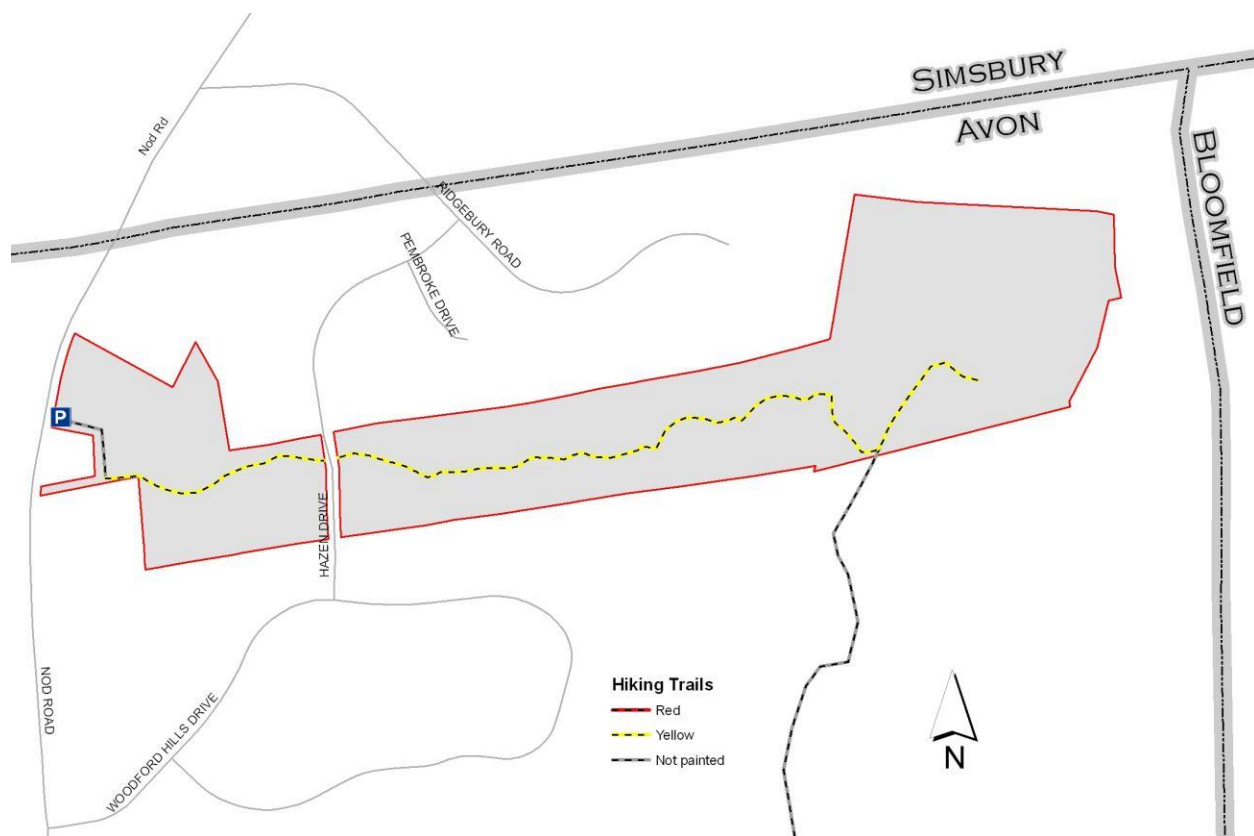 SIMSBURY
AVON
BLOOMFIELD
Nod Rd
RIDGEBURY ROAD
PEMBROKE DRIVE
P
HAZEN DRIVE
NOD ROAD
WOODFORD HILLS DRIVE
Hiking Trails
Red
Yellow
Not painted
N